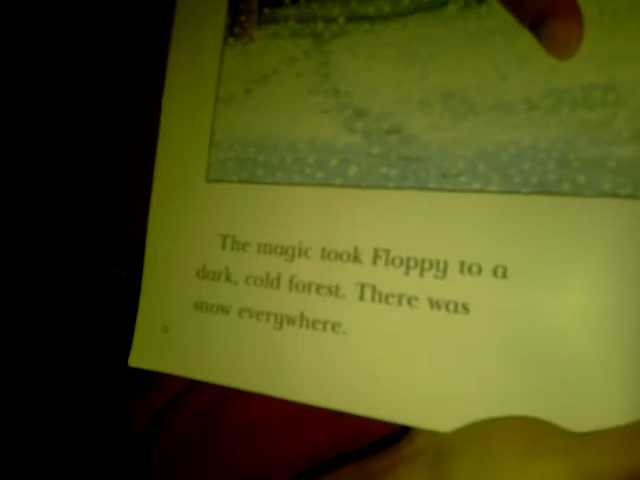 The magic took Floppy to a
dark, cold forest. There was
snow everywhere.